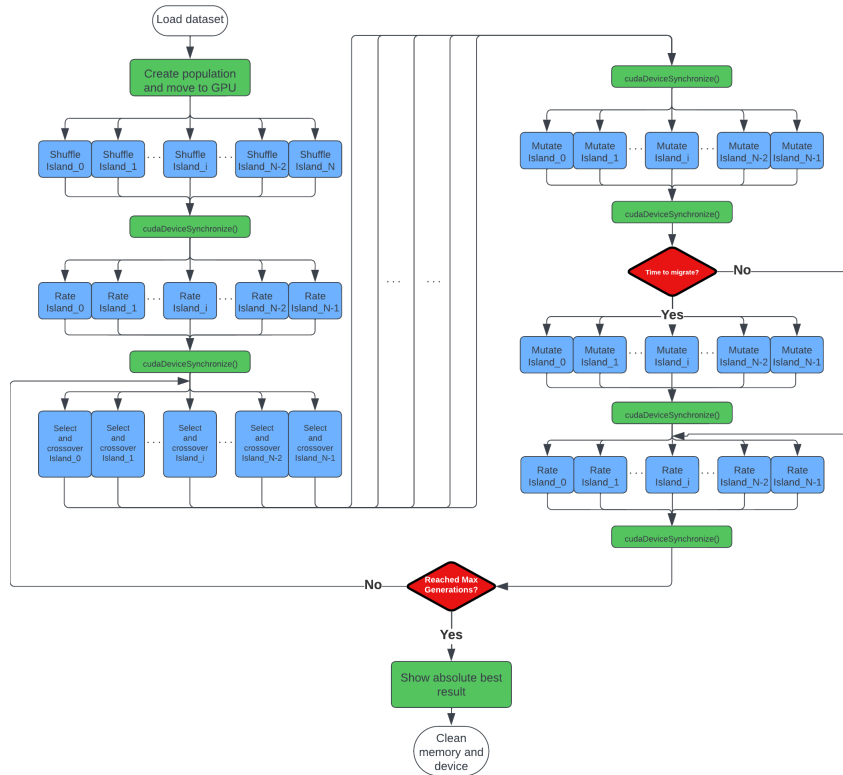 Load dataset
Create population
and move to GPU
Shuffle
Island_0
Shuffle
Island_1
. . .
Shuffle
Island_i
. . .
Shuffle
Island_N-2
Shuffle
Island_N
cudaDeviceSynchronize()
Rate
Island_0
Rate
Island_1
. . .
Rate
Island_i
. . .
Rate
Island_N-2
Rate
Island_N-1
cudaDeviceSynchronize()
Select
and
crossover
Island_0
Select
and
crossover
Island_1
. . .
Select
and
crossover
Island_i
. . .
Select
and
crossover
Island_N-2
Select
and
crossover
Island_N-1
. . .
. . .
cudaDeviceSynchronize()
Mutate
Island_0
Mutate
Island_1
. . .
Mutate
Island_i
. . .
Mutate
Island_N-2
Mutate
Island_N-1
cudaDeviceSynchronize()
Time to migrate?
No
Yes
Mutate
Island_0
Mutate
Island_1
. . .
Mutate
Island_i
. . .
Mutate
Island_N-2
Mutate
Island_N-1
cudaDeviceSynchronize()
Rate
Island_0
Rate
Island_1
. . .
Rate
Island_i
. . .
Rate
Island_N-2
Rate
Island_N-1
cudaDeviceSynchronize()
Reached Max
Generations?
No
Yes
Show absolute best
result
Clean
memory and
device